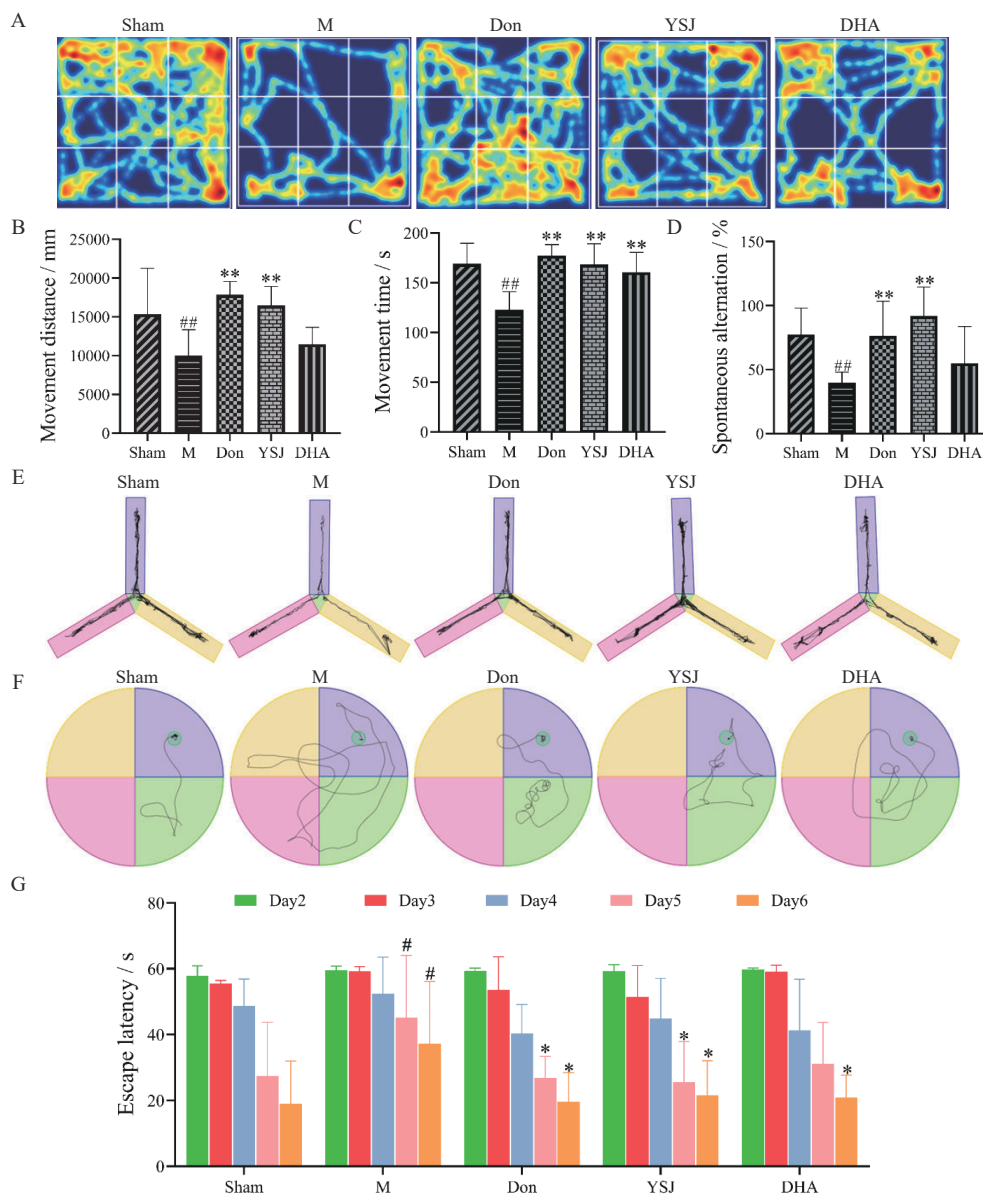 A
Sham M Don YSJ DHA
B
Movement distance / mm
25000
20000
15000
10000
5000
0
## ** **
Sham M Don YSJ DHA
C
Movement time / s
200
150
100
50
0
## ** ** **
Sham M Don YSJ DHA
D
Spontaneous alternation / %
150
100
50
0
## ** **
Sham M Don YSJ DHA
E
Sham M Don YSJ DHA
F
Sham M Don YSJ DHA
G
Day2 Day3 Day4 Day5 Day6
Escape latency / s
80
60
40
20
0
# # * * * * *
Sham M Don YSJ DHA